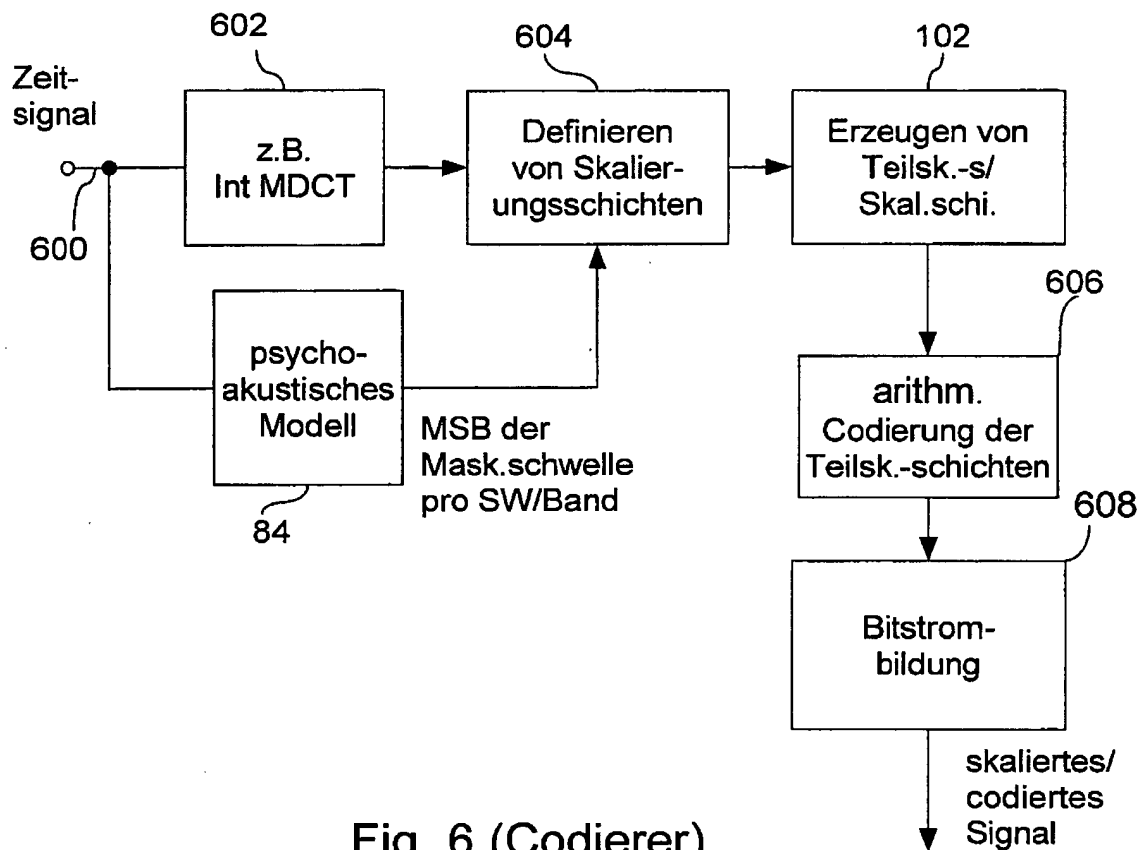 602
604
102
Zeit-
signal
z.B.
Int MDCT
Definieren
von Skalier-
ungsschichten
Erzeugen von
Teilsk.-s/
Skal.schi.
600
606
psycho-
akustisches
Modell
MSB der
Mask.schwelle
pro SW/Band
84
arithm.
Codierung der
Teilsk.-schichten
608
Bitstrom-
bildung
skaliertes/
codiertes
Signal
Fig. 6 (Codierer)